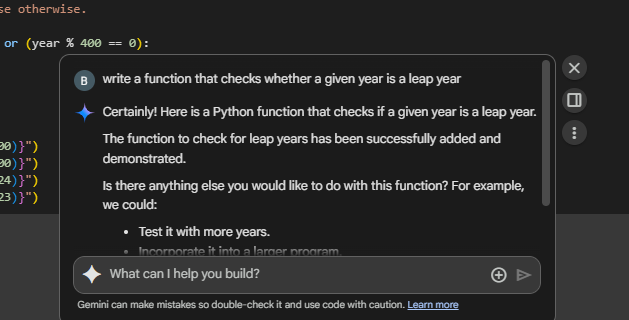 se otherwise.
or (year % 400 == 0):
B
write a function that checks whether a given year is a leap year
Certainly! Here is a Python function that checks if a given year is a leap year.
The function to check for leap years has been successfully added and
demonstrated.
00)}")
00)}")
24)}")
23)}")
Is there anything else you would like to do with this function? For example,
we could:
• Test it with more years.
• Incorporate it into a larger program.
What can I help you build?
Gemini can make mistakes so double-check it and use code with caution. Learn more